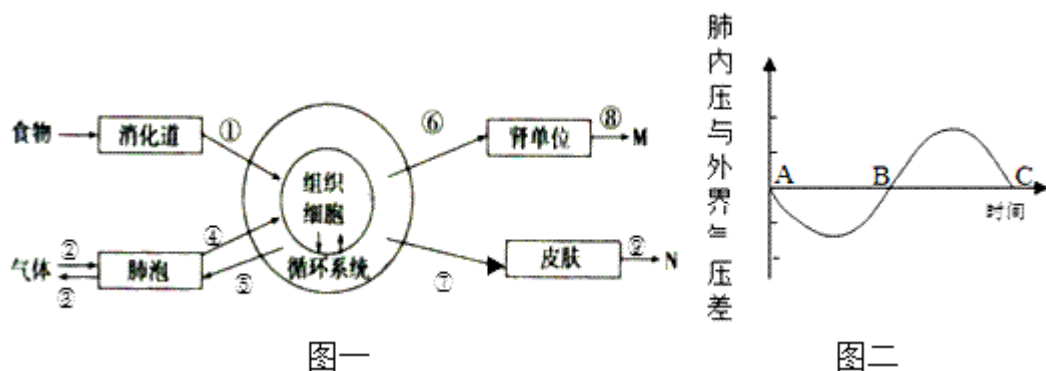 食物
消化道
①
组织
细胞
循环系统
⑥
肾单位
⑧
M
气体
②
③
肺泡
④
⑤
⑦
皮肤
⑨
N
图一
肺内压与外界气压差
A
B
C
时间
图二